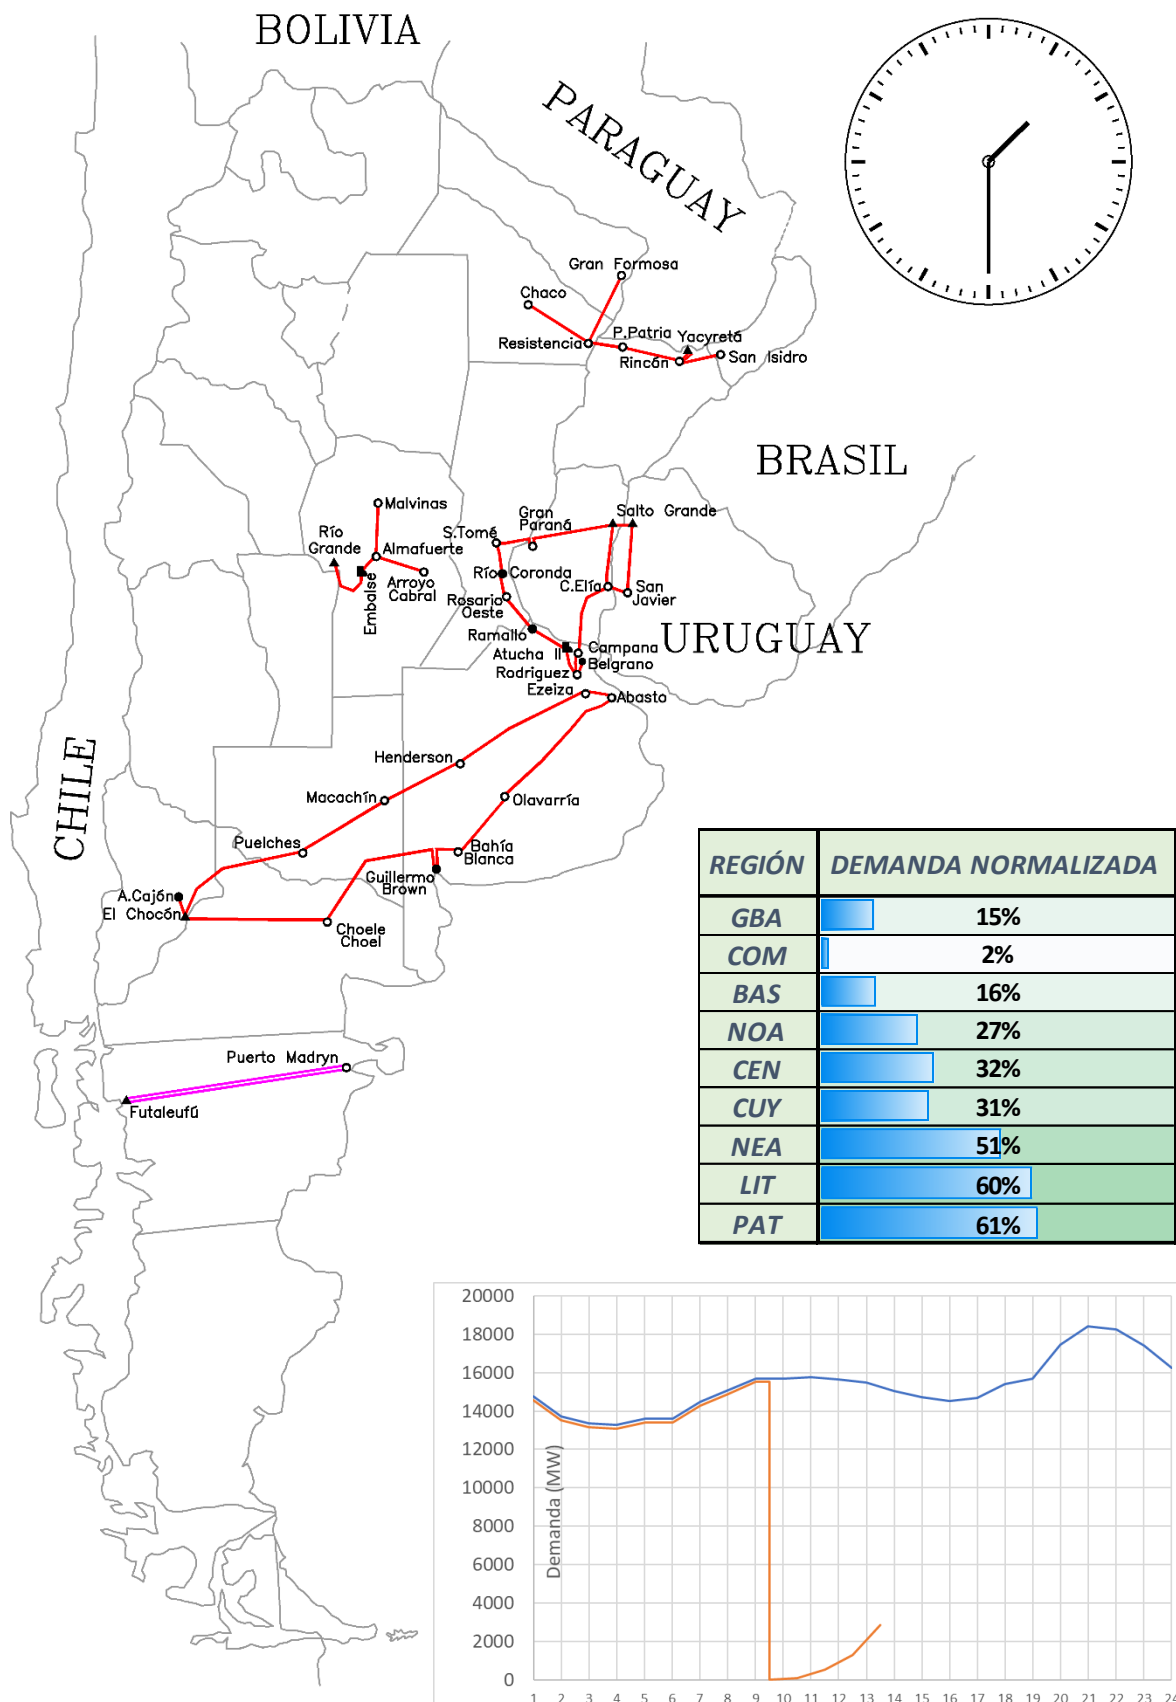 BOLIVIA
PARAGUAY
Gran Formosa
Chaco
P.Patria
Yacyretá
Resistencia
Rincón
San Isidro
BRASIL
Malvinas
Gran
Paraná
Salto Grande
S.Tomé
Río
Grande
Almafuerte
Embalse
Arroyo
Cabral
Río
Coronda
C.Elía
San
Javier
Rosario
Oeste
Ramallo
URUGUAY
Atucha II
Campana
Belgrano
Rodriguez
Ezeiza
Abasto
CHILE
Henderson
Macachín
Olavarría
Puelches
Bahía
Blanca
Guillermo
Brown
A.Cajón
El Chocón
Choele
Choel
Puerto Madryn
Futaleufú
REGIÓN DEMANDA NORMALIZADA
GBA 15%
COM 2%
BAS 16%
NOA 27%
CEN 32%
CUY 31%
NEA 51%
LIT 60%
PAT 61%
20000
18000
16000
14000
12000
10000
8000
6000
4000
2000
0
Demanda (MW)
1 2 3 4 5 6 7 8 9 10 11 12 13 14 15 16 17 18 19 20 21 22 23 24